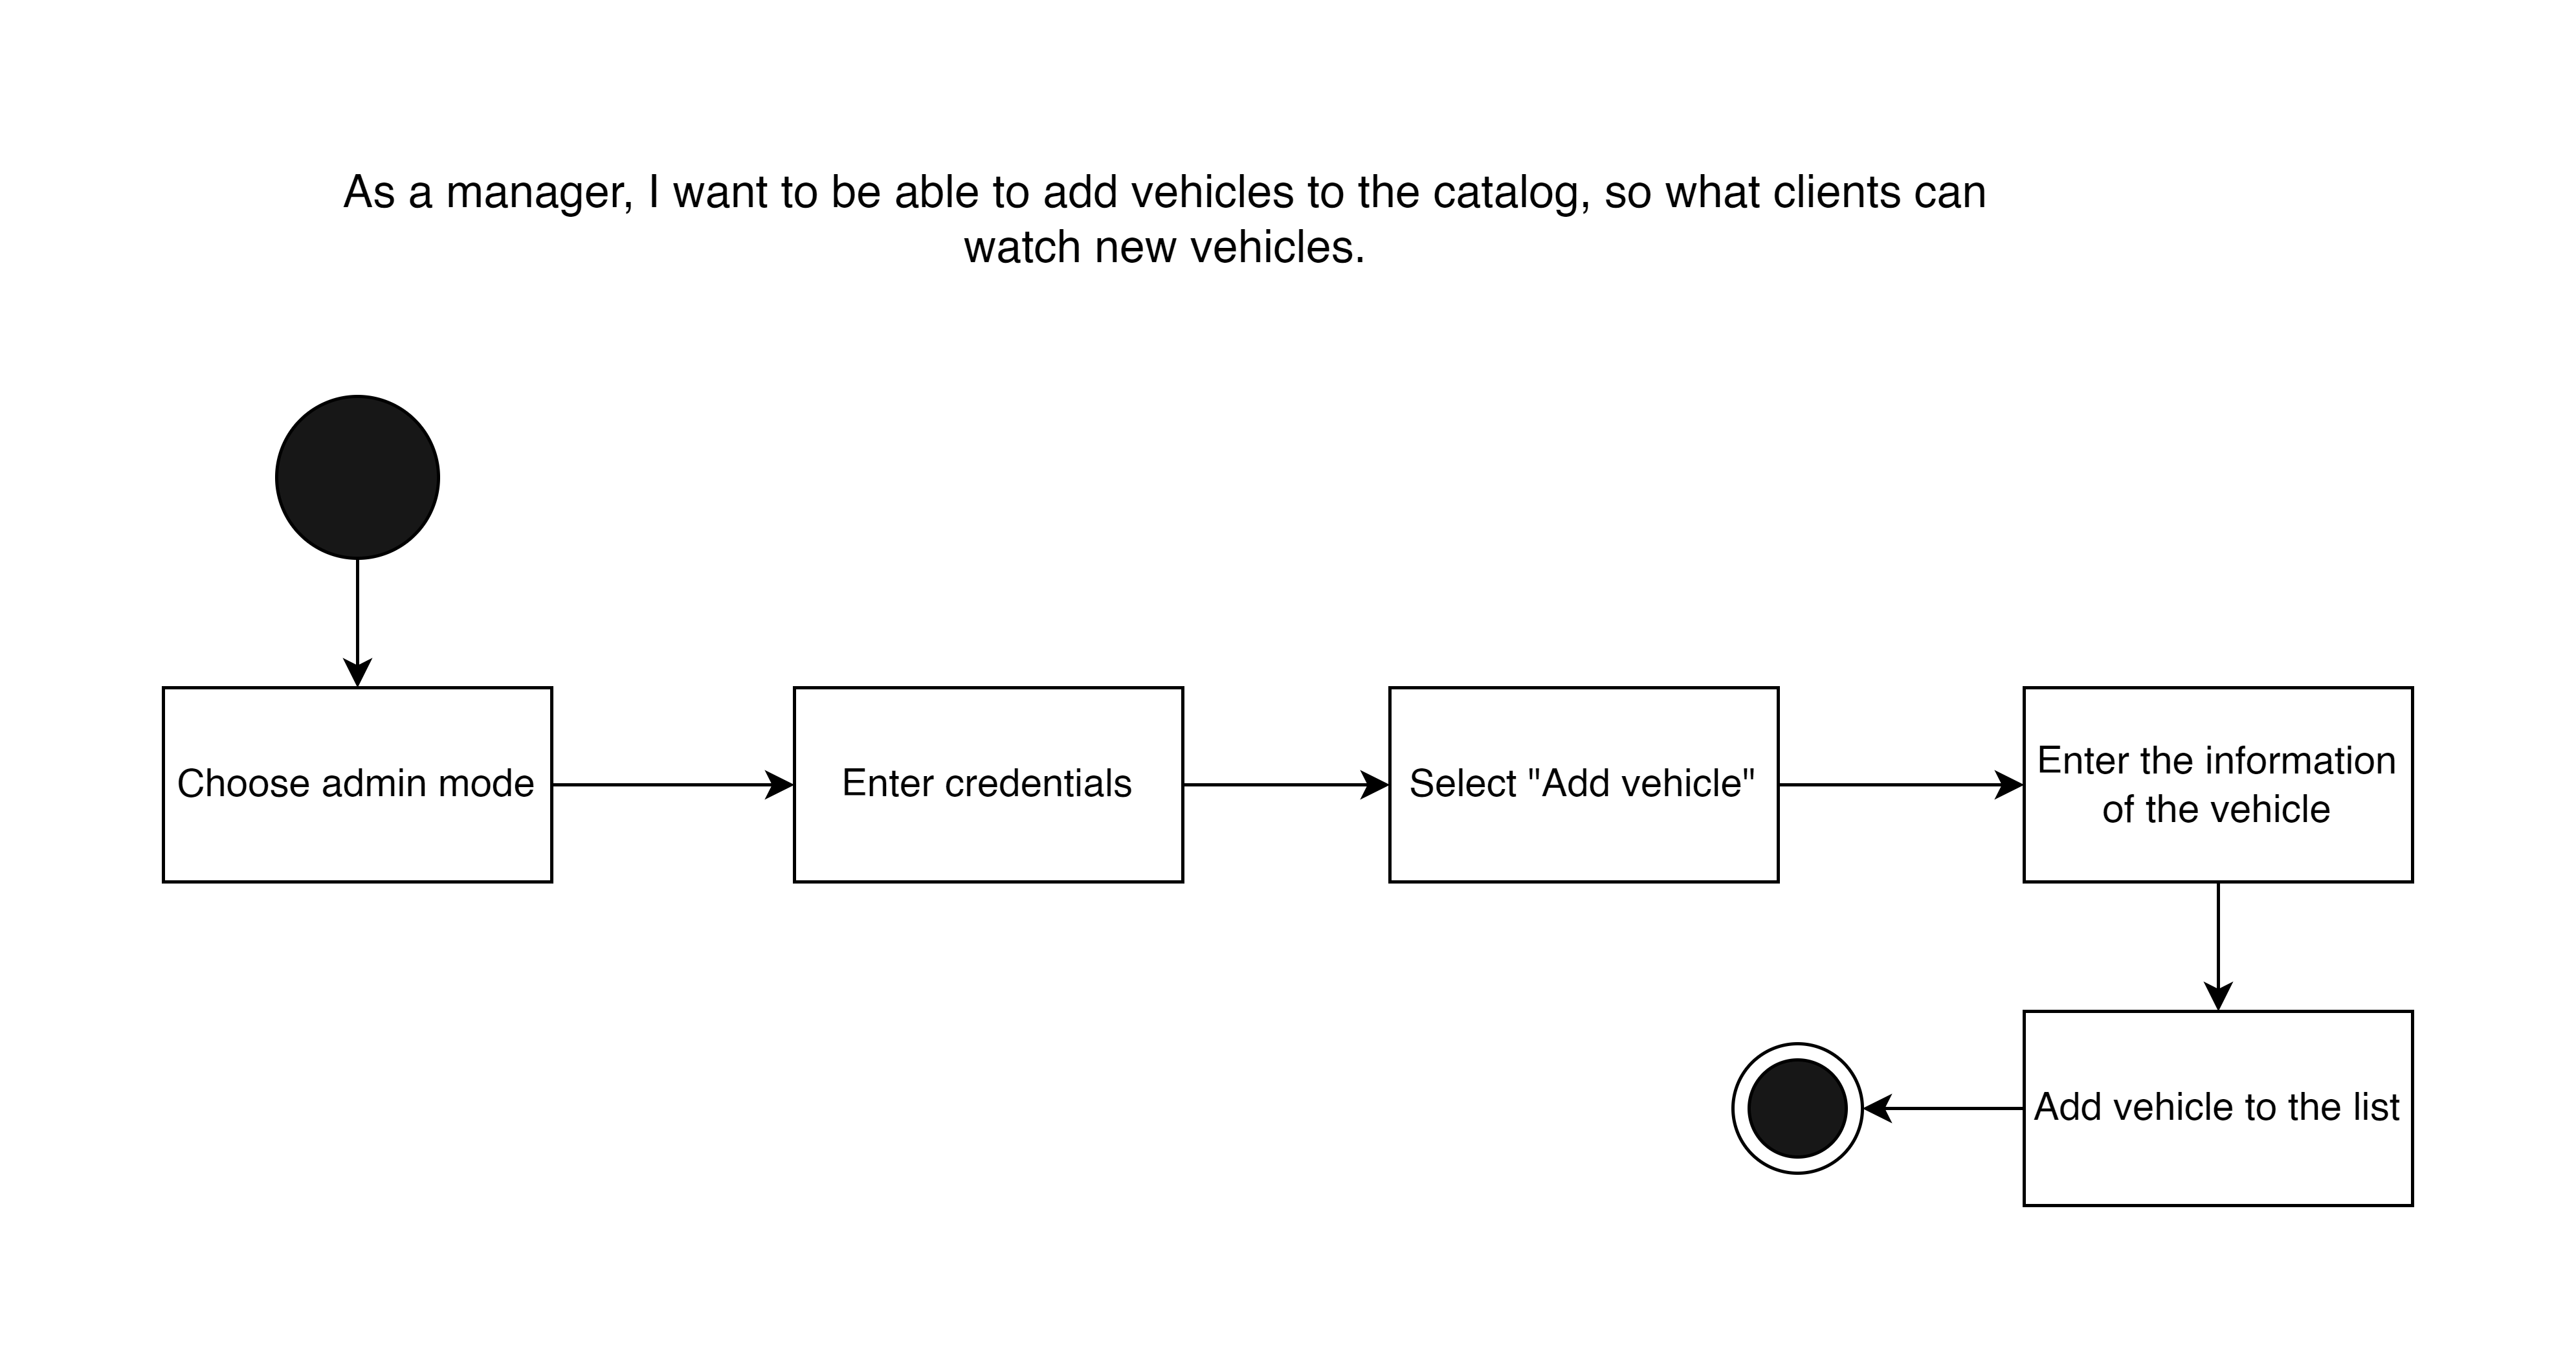 As a manager, I want to be able to add vehicles to the catalog, so what clients can
watch new vehicles.
Choose admin mode
Enter credentials
Select "Add vehicle"
Enter the information
of the vehicle
Add vehicle to the list